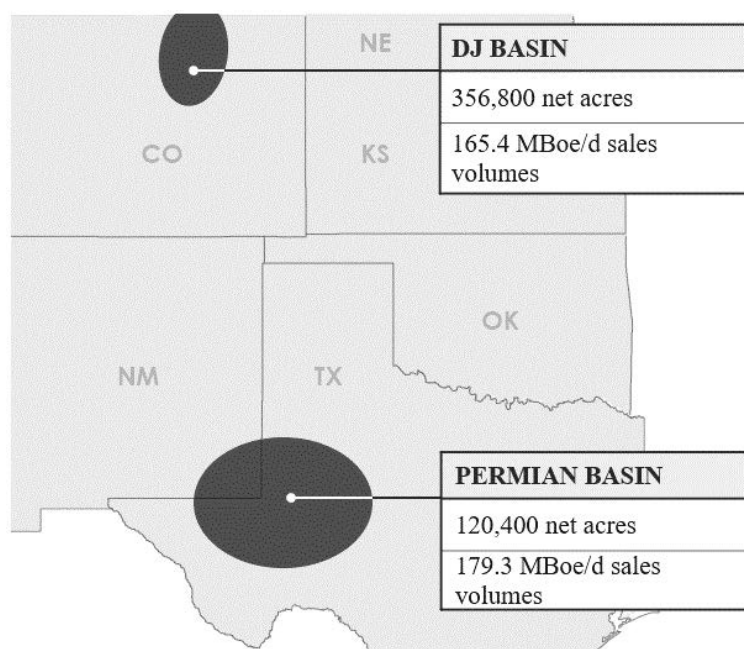 NE
DJ BASIN
356,800 net acres
CO
KS
165.4 MBoe/d sales
volumes
OK
NM
TX
PERMIAN BASIN
120,400 net acres
179.3 MBoe/d sales
volumes